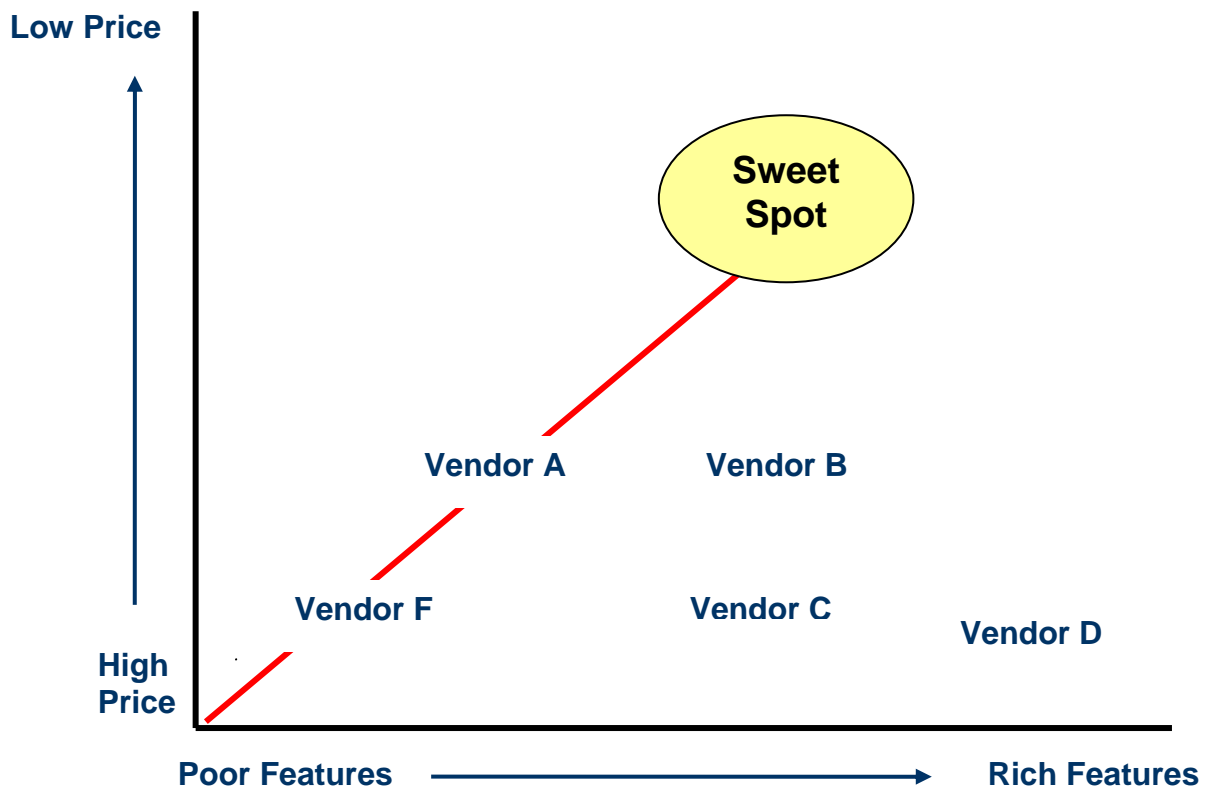 Low Price
Sweet
Spot
Vendor A
Vendor B
Vendor F
Vendor C
Vendor D
High
Price
Poor Features
Rich Features